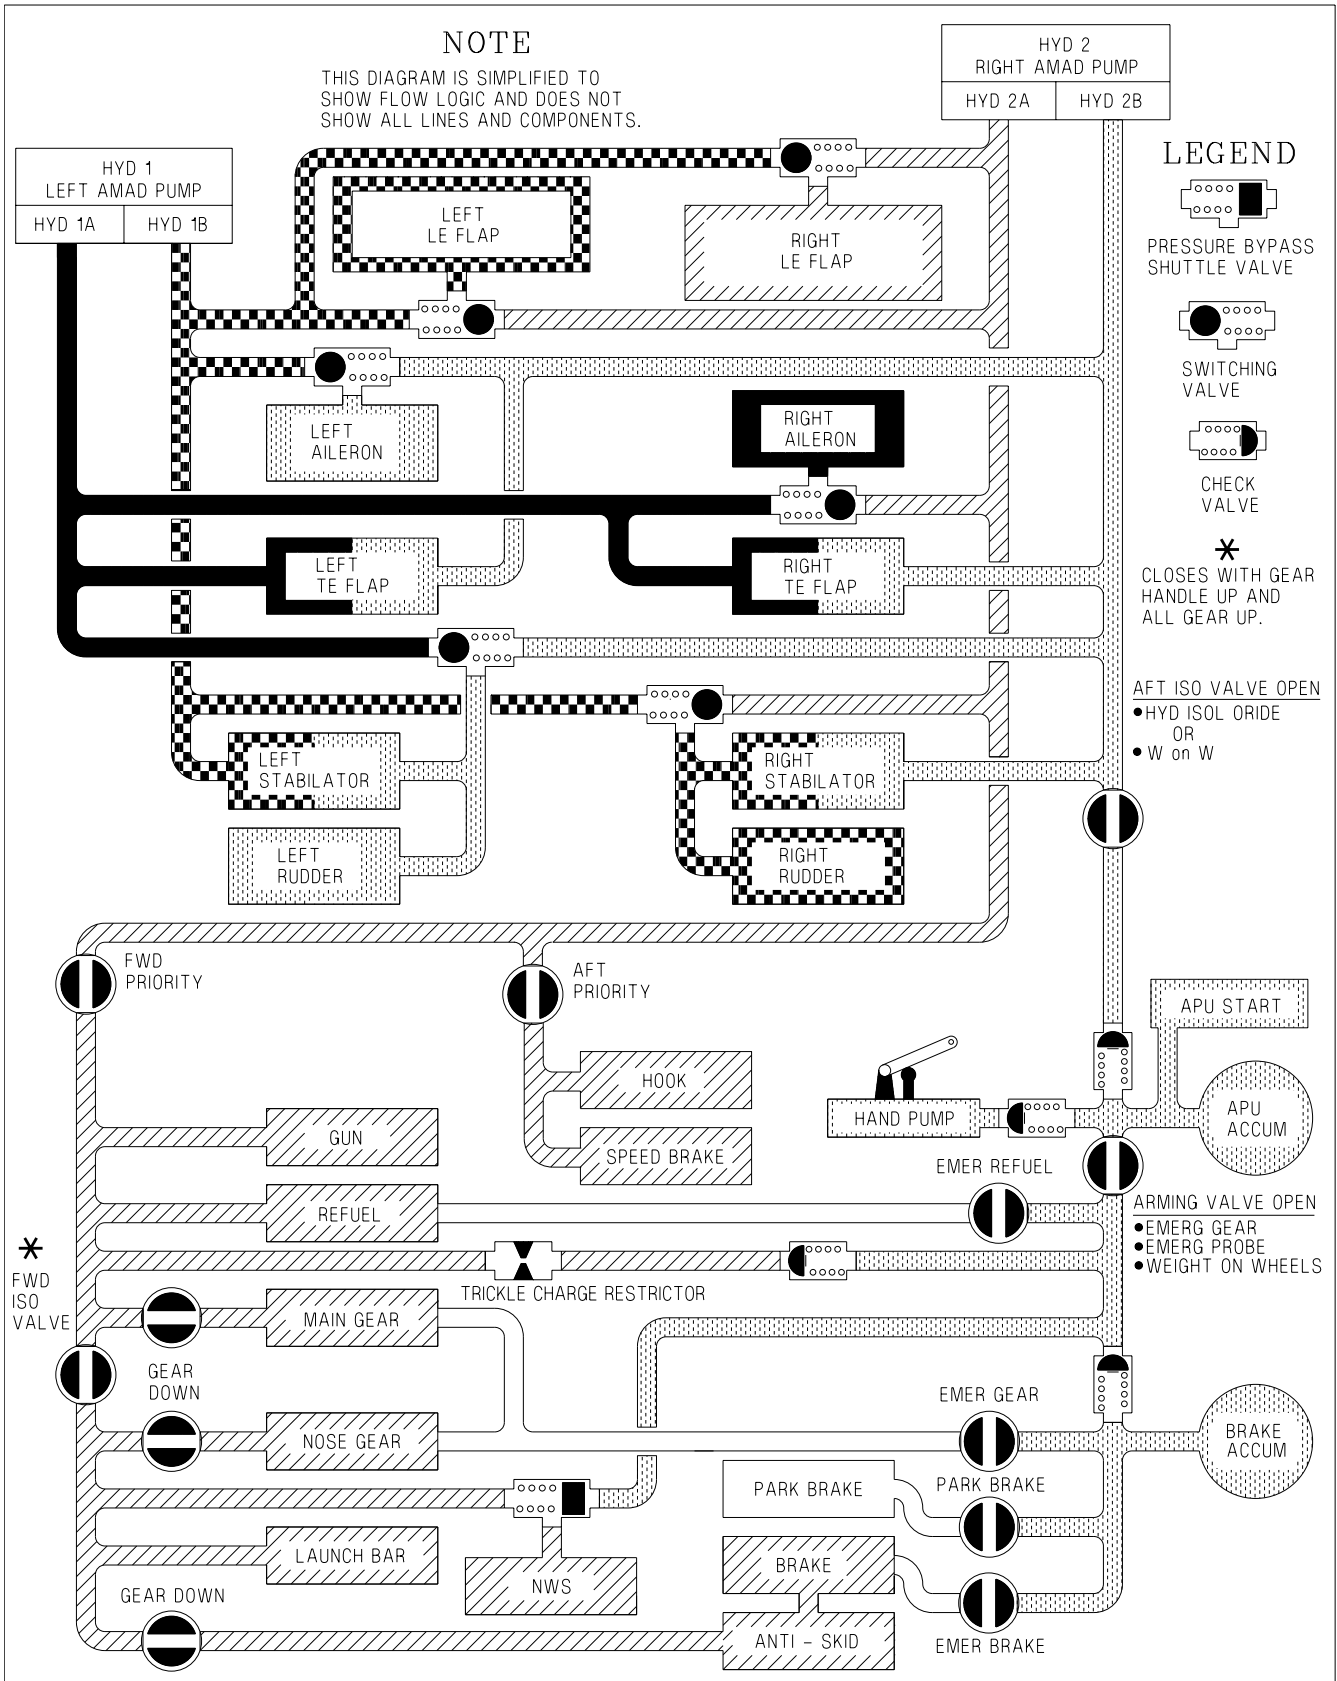 NOTE
THIS DIAGRAM IS SIMPLIFIED TO
SHOW FLOW LOGIC AND DOES NOT
SHOW ALL LINES AND COMPONENTS.
HYD 2
RIGHT AMAD PUMP
HYD 2A
HYD 2B
HYD 1
LEFT AMAD PUMP
HYD 1A
HYD 1B
LEGEND
PRESSURE BYPASS
SHUTTLE VALVE
SWITCHING
VALVE
CHECK
VALVE
*
CLOSES WITH GEAR
HANDLE UP AND
ALL GEAR UP.
LEFT
LE FLAP
RIGHT
LE FLAP
LEFT
AILERON
RIGHT
AILERON
LEFT
TE FLAP
RIGHT
TE FLAP
AFT ISO VALVE OPEN
●HYD ISOL ORIDE
OR
●W on W
LEFT
STABILATOR
RIGHT
STABILATOR
LEFT
RUDDER
RIGHT
RUDDER
FWD
PRIORITY
AFT
PRIORITY
APU START
HOOK
HAND PUMP
APU
ACCUM
GUN
SPEED BRAKE
EMER REFUEL
REFUEL
ARMING VALVE OPEN
●EMERG GEAR
●EMERG PROBE
●WEIGHT ON WHEELS
*
FWD
ISO
VALVE
TRICKLE CHARGE RESTRICTOR
MAIN GEAR
GEAR
DOWN
EMER GEAR
NOSE GEAR
BRAKE
ACCUM
PARK BRAKE
PARK BRAKE
LAUNCH BAR
NWS
BRAKE
GEAR DOWN
ANTI - SKID
EMER BRAKE